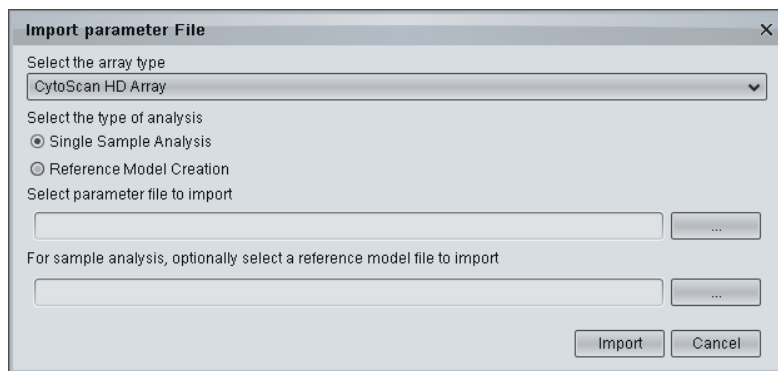 Import parameter File
Select the array type
CytoScan HD Array
Select the type of analysis
Single Sample Analysis
Reference Model Creation
Select parameter file to import
...
For sample analysis, optionally select a reference model file to import
...
Import Cancel